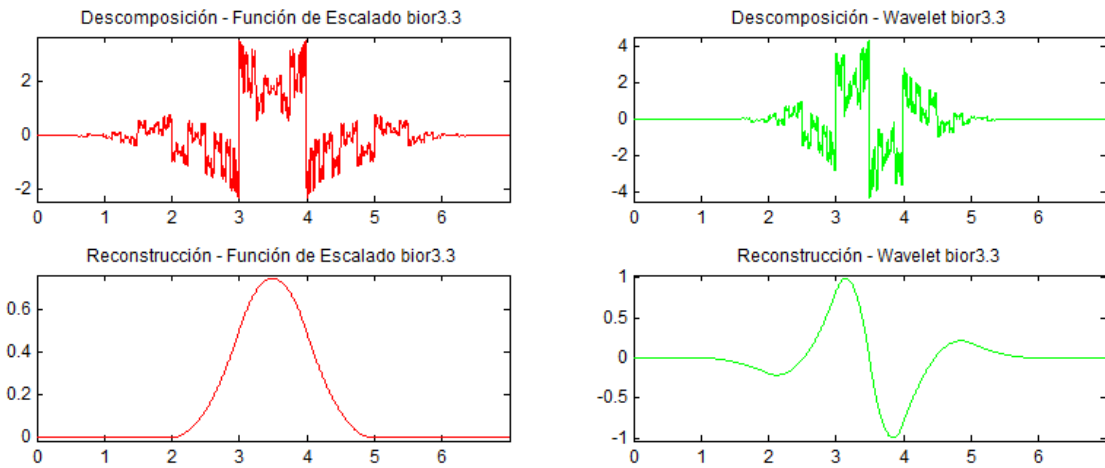 Descomposición - Función de Escalado bior3.3
2
0
-2
0 1 2 3 4 5 6
Descomposición - Wavelet bior3.3
4
2
0
-2
-4
0 1 2 3 4 5 6
Reconstrucción - Función de Escalado bior3.3
0.6
0.4
0.2
0
0 1 2 3 4 5 6
Reconstrucción - Wavelet bior3.3
1
0.5
0
-0.5
-1
0 1 2 3 4 5 6